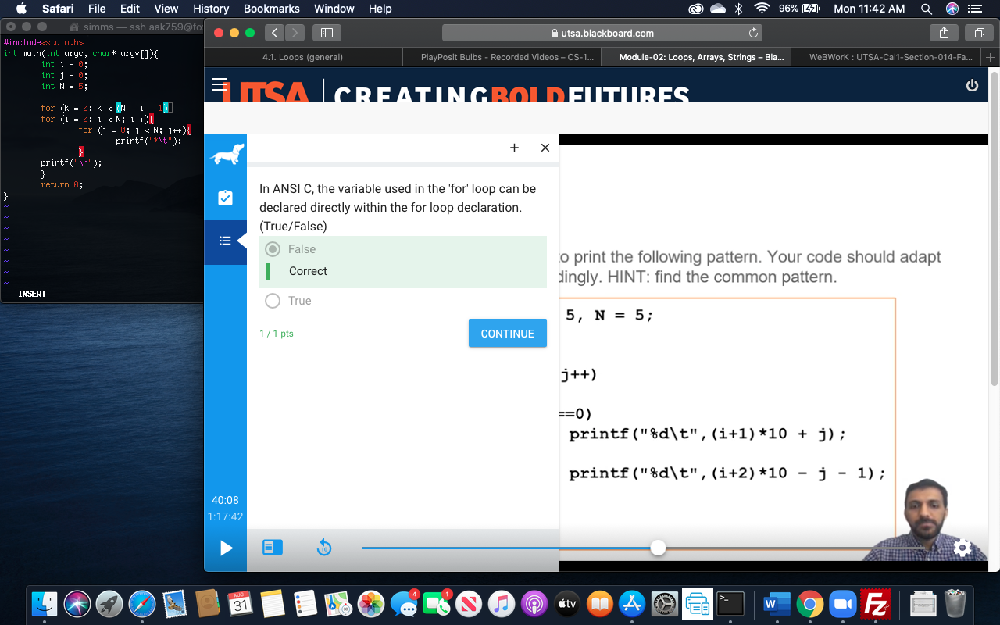 Safari File Edit View History Bookmarks Window Help
96% Mon 11:42 AM
simms — ssh aak759@fo
#include<stdio.h>
int main(int argc, char* argv[]){
int i = 0;
int j = 0;
int N = 5;
for (k = 0; k < (N - i - 1)
for (i = 0; i < N; i++){
for (j = 0; j < N; j++){
printf("*\t");
}
printf("\n");
}
return 0;
}
~
~
~
~
~
~
~
~
-- INSERT --
utsa.blackboard.com
4.1. Loops (general)
PlayPosit Bulbs - Recorded Videos – CS-1...
Module-02: Loops, Arrays, Strings – Bla...
WeBWorK : UTSA-Cal1-Section-014-Fa...
UTSA CREATINGBOLDFUTURES
In ANSI C, the variable used in the 'for' loop can be
declared directly within the for loop declaration.
(True/False)
False
Correct
True
1 / 1 pts
CONTINUE
o print the following pattern. Your code should adapt
dingly. HINT: find the common pattern.
5, N = 5;
j++)
==0)
printf("%d\t",(i+1)*10 + j);
printf("%d\t",(i+2)*10 - j - 1);
40:08
1:17:42
10
AUG
31
4
1
tv
W
Fz